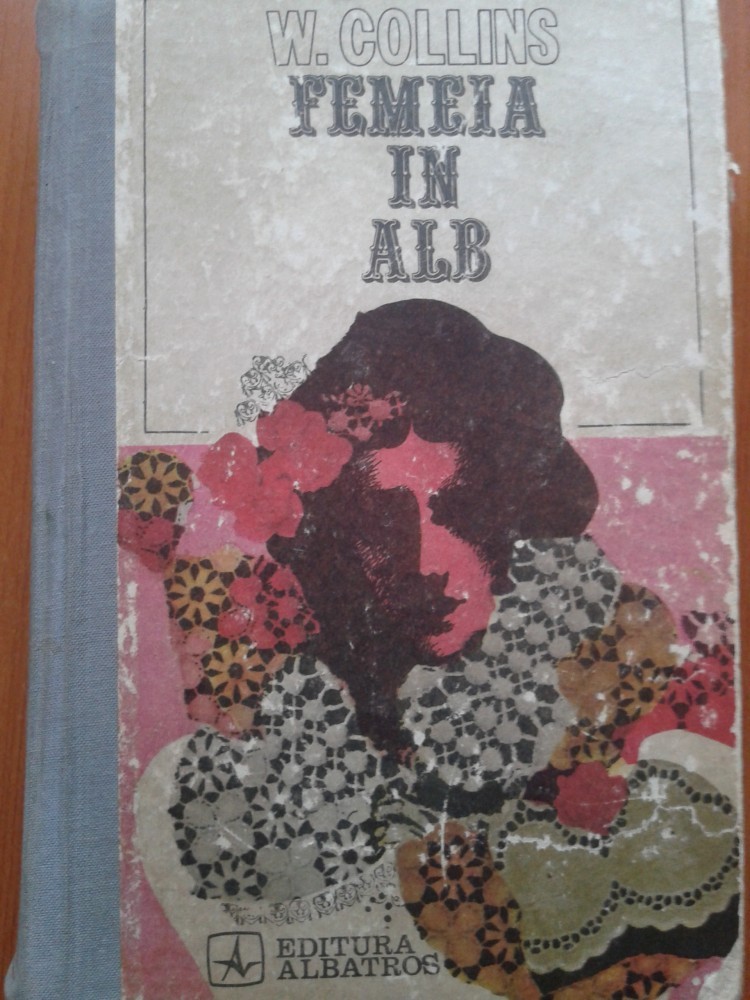 W. COLLINS
FEMEIA
IN
ALB
EDITURA
ALBATROS